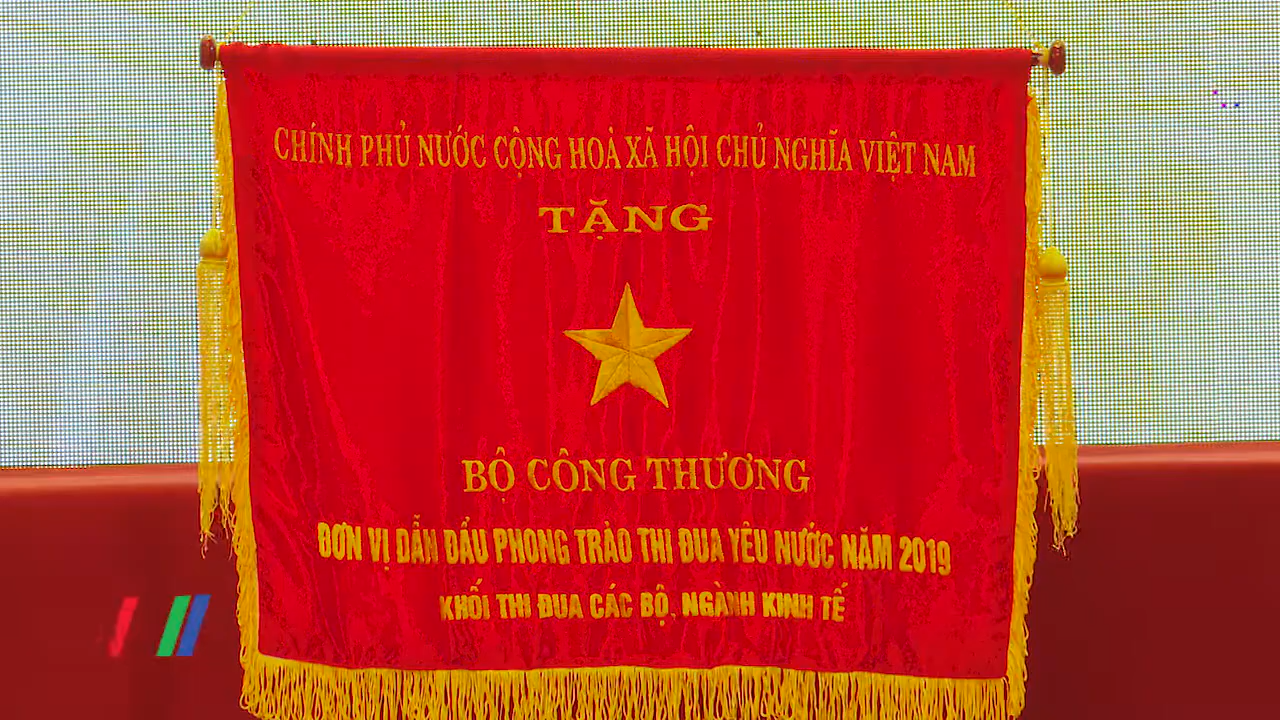 CHÍNH PHỦ NƯỚC CỘNG HOÀ XÃ HỘI CHỦ NGHĨA VIỆT NAM
TẶNG
BỘ CÔNG THƯƠNG
ĐƠN VỊ DẪN ĐẦU PHONG TRÀO THI ĐUA YÊU NƯỚC NĂM 2019
KHỐI THI ĐUA CÁC BỘ, NGÀNH KINH TẾ